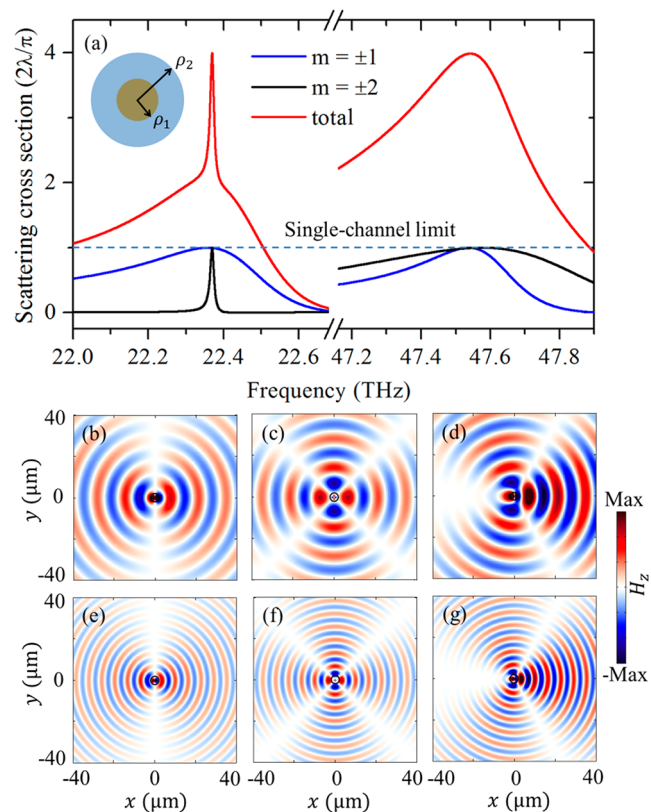 (a)
ρ₂
ρ₁
m = ±1
m = ±2
total
Single-channel limit
Scattering cross section (2λ/π)
4
2
0
22.0 22.2 22.4 22.6 47.2 47.4 47.6 47.8
Frequency (THz)
(b) (c) (d)
40
0
-40
y (μm)
Max
H_z
-Max
(e) (f) (g)
40
0
-40
y (μm)
-40 0 40 -40 0 40 -40 0 40
x (μm) x (μm) x (μm)